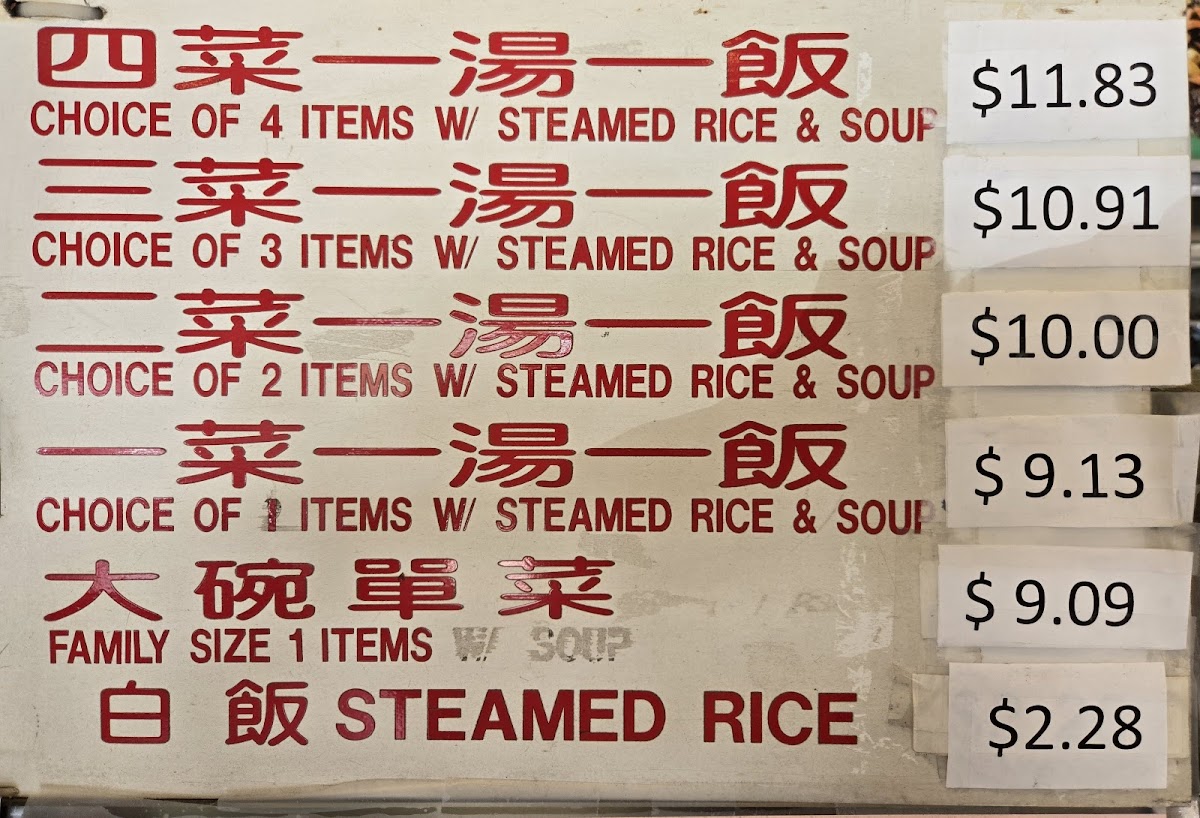 四菜一湯一飯 $11.83
CHOICE OF 4 ITEMS W/ STEAMED RICE & SOUP
三菜一湯一飯 $10.91
CHOICE OF 3 ITEMS W/ STEAMED RICE & SOUP
二菜一湯一飯 $10.00
CHOICE OF 2 ITEMS W/ STEAMED RICE & SOUP
一菜一湯一飯 $ 9.13
CHOICE OF 1 ITEMS W/ STEAMED RICE & SOUP
大碗單菜 $ 9.09
FAMILY SIZE 1 ITEMS W/ SOUP
白飯 STEAMED RICE $2.28